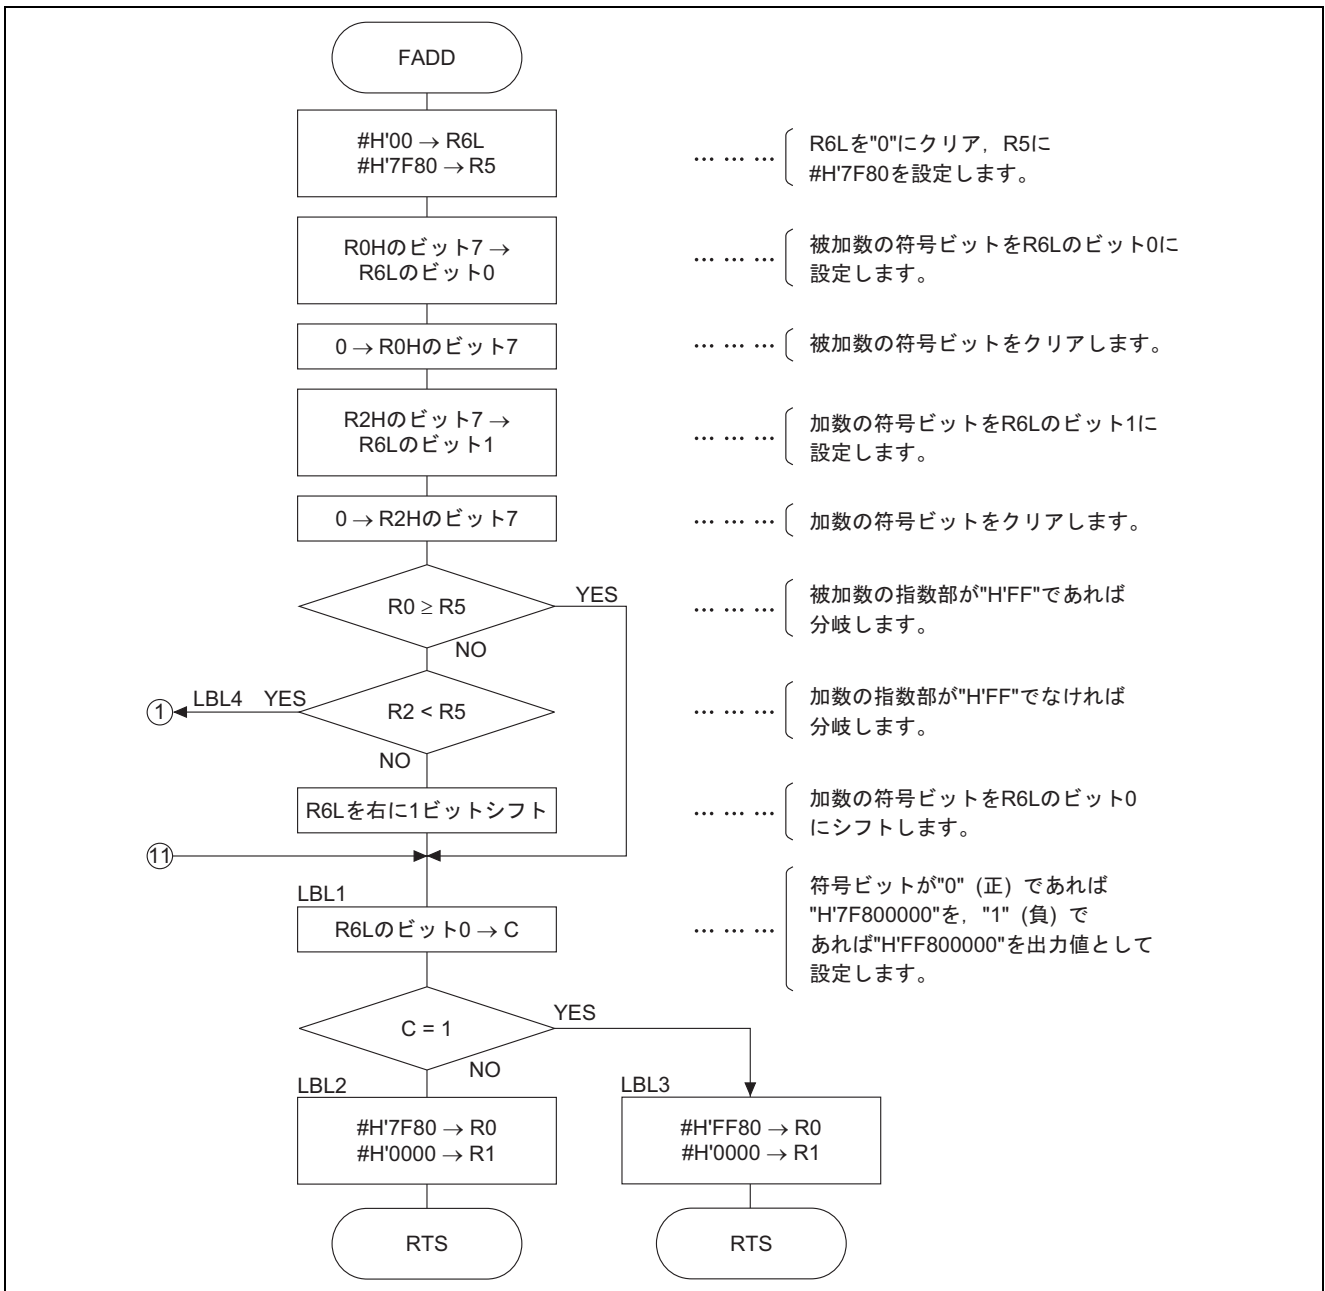 FADD
#H'00 → R6L
#H'7F80 → R5
… … …
R6Lを"0"にクリア，R5に
#H'7F80を設定します。
R0Hのビット7 →
R6Lのビット0
… … …
被加数の符号ビットをR6Lのビット0に
設定します。
0 → R0Hのビット7
… … …
被加数の符号ビットをクリアします。
R2Hのビット7 →
R6Lのビット1
… … …
加数の符号ビットをR6Lのビット1に
設定します。
0 → R2Hのビット7
… … …
加数の符号ビットをクリアします。
R0 ≥ R5
YES
NO
… … …
被加数の指数部が"H'FF"であれば
分岐します。
1
LBL4
YES
R2 < R5
NO
… … …
加数の指数部が"H'FF"でなければ
分岐します。
R6Lを右に1ビットシフト
… … …
加数の符号ビットをR6Lのビット0
にシフトします。
11
LBL1
R6Lのビット0 → C
… … …
符号ビットが"0"（正）であれば
"H'7F800000"を，"1"（負）で
あれば"H'FF800000"を出力値として
設定します。
C = 1
YES
NO
LBL2
#H'7F80 → R0
#H'0000 → R1
LBL3
#H'FF80 → R0
#H'0000 → R1
RTS
RTS